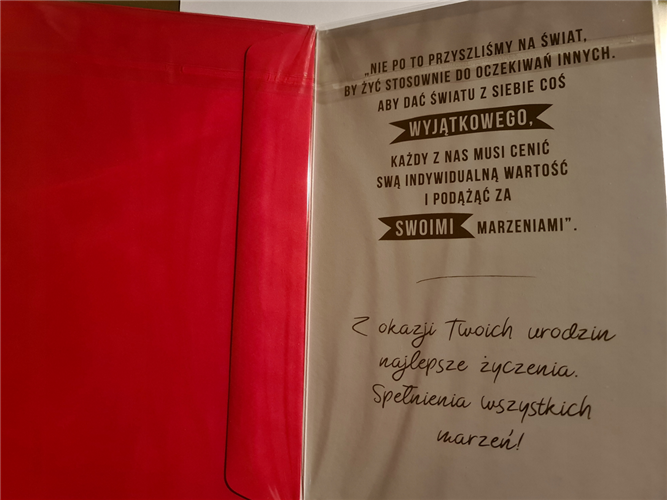 „NIE PO TO PRZYSZLIŚMY NA ŚWIAT,
BY ŻYĆ STOSOWNIE DO OCZEKIWAŃ INNYCH.
ABY DAĆ ŚWIATU Z SIEBIE COŚ
WYJĄTKOWEGO,
KAŻDY Z NAS MUSI CENIĆ
SWĄ INDYWIDUALNĄ WARTOŚĆ
I PODĄŻAĆ ZA
SWOIMI MARZENIAMI”.
Z okazji Twoich urodzin
najlepsze życzenia.
Spełnienia wszystkich
marzeń!